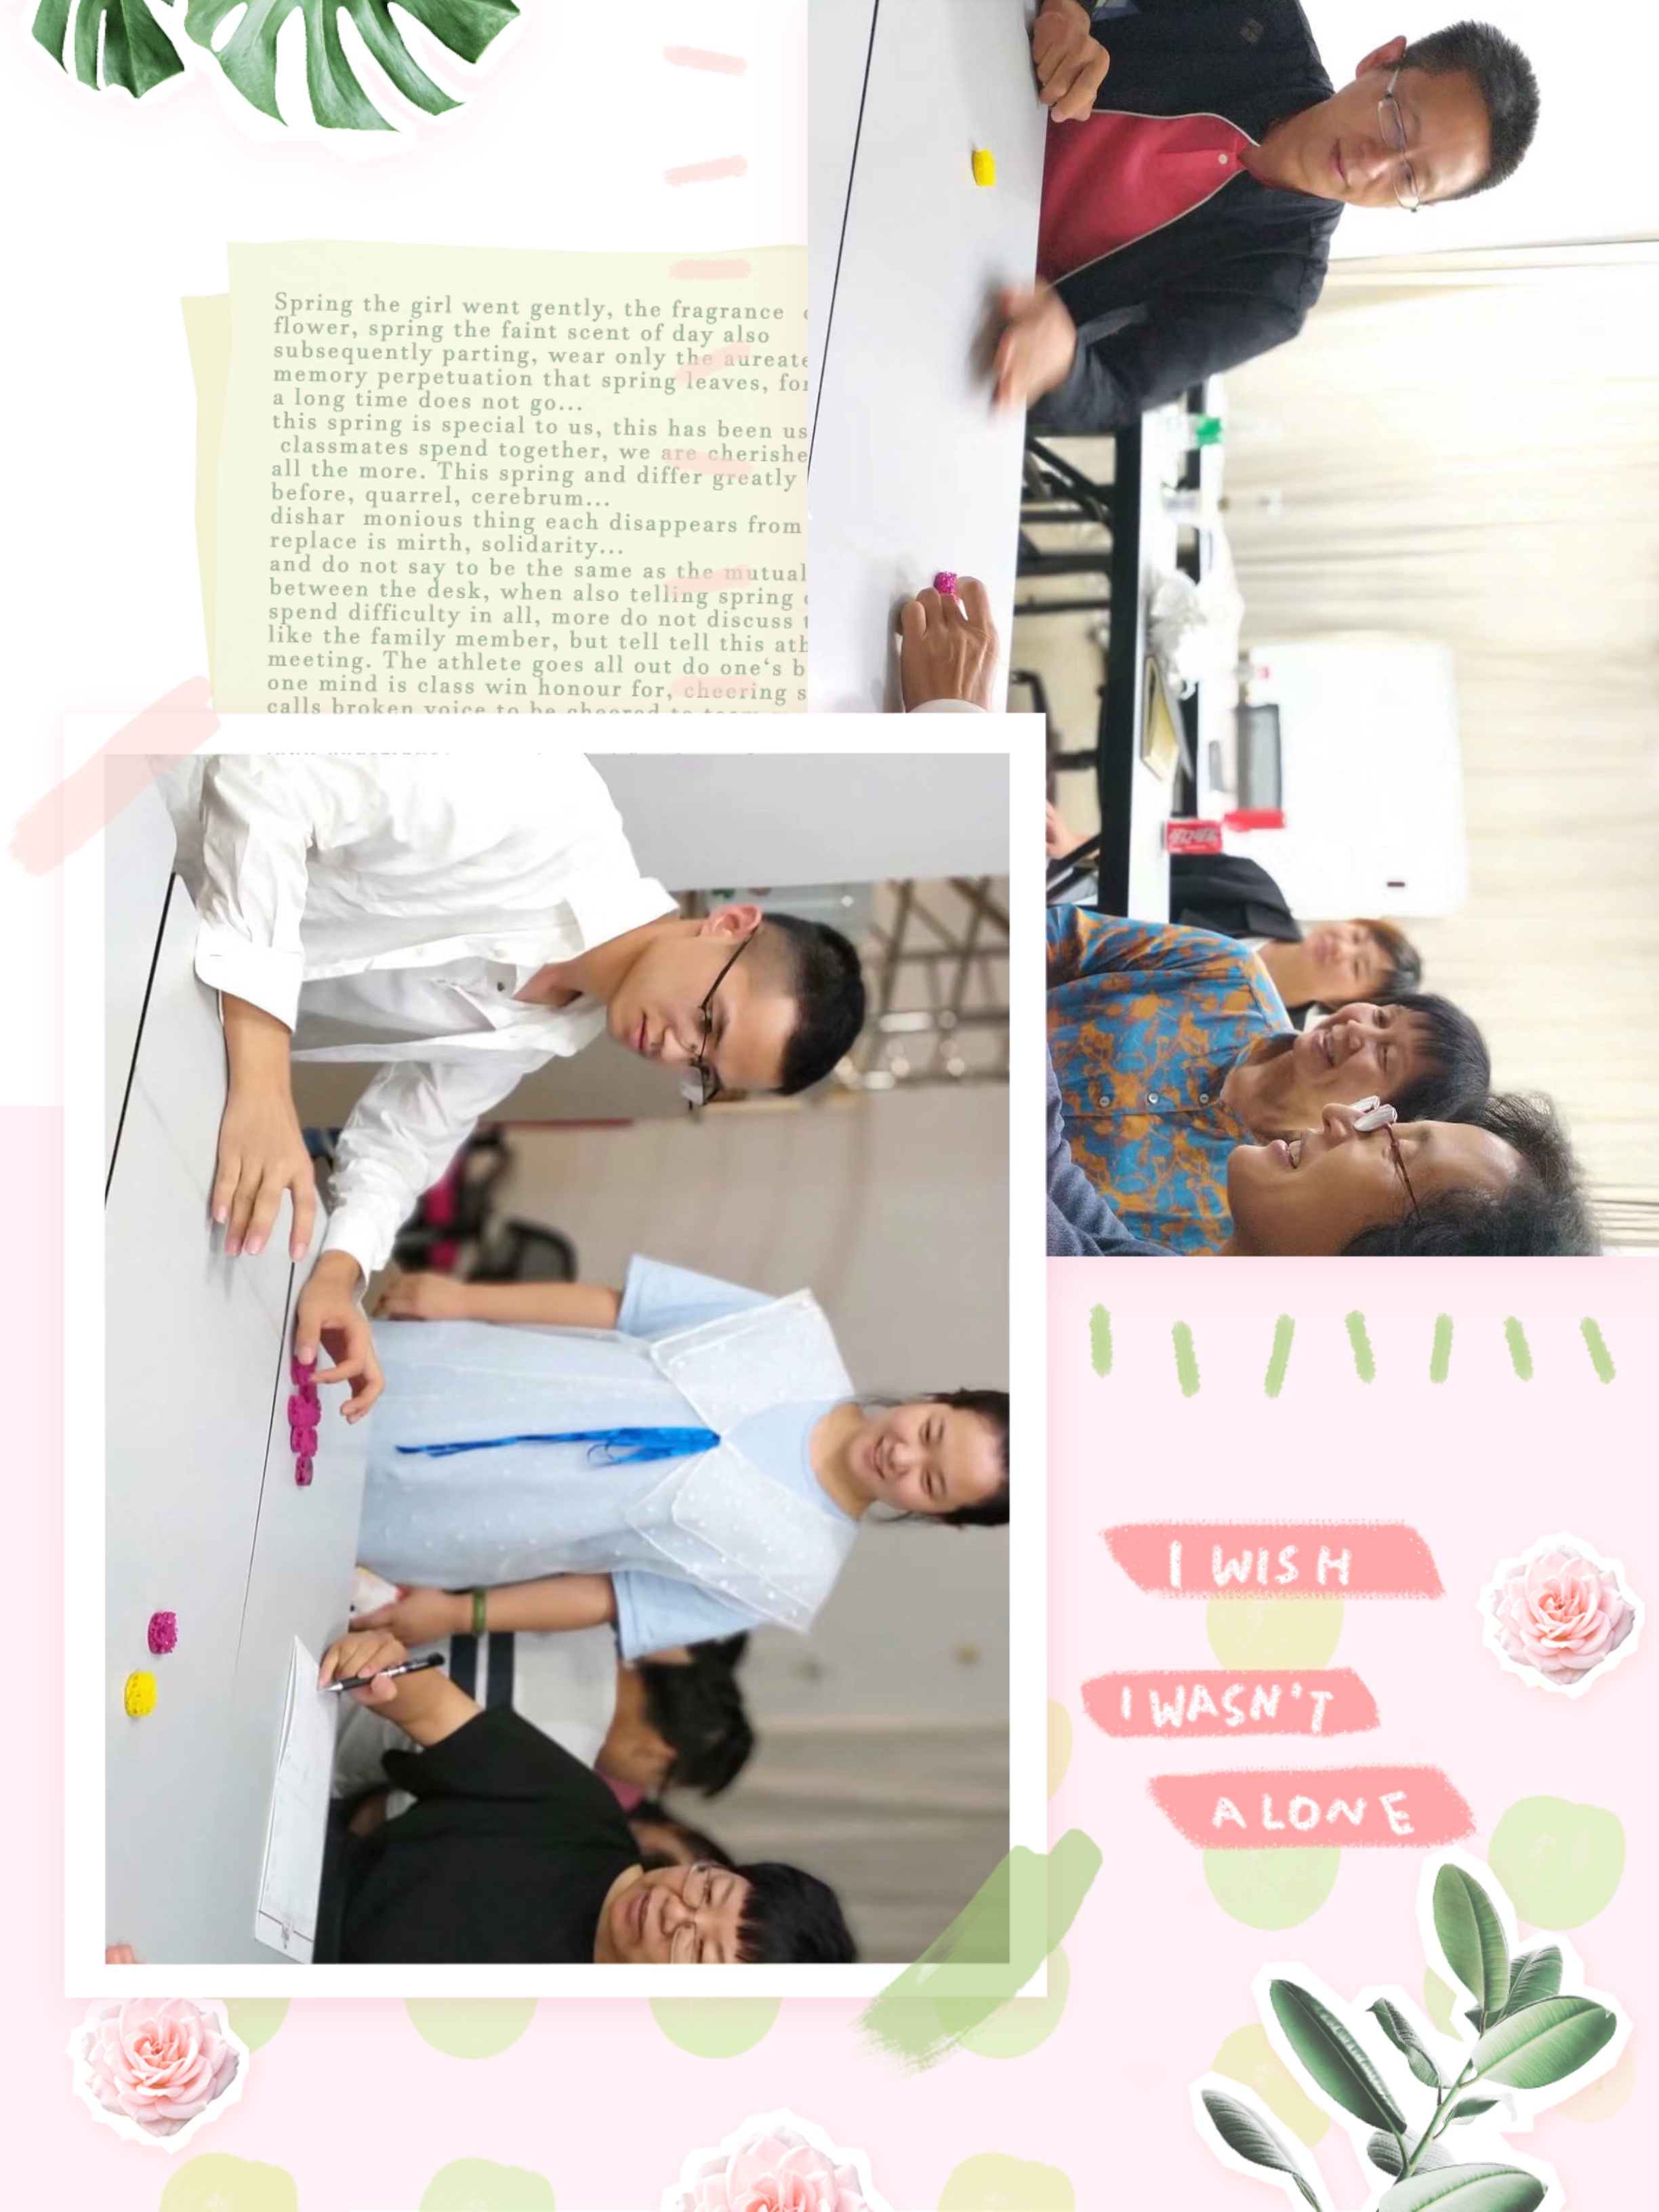 Spring the girl went gently, the fragrance
flower, spring the faint scent of day also
subsequently parting, wear only the aureate
memory perpetuation that spring leaves, for
a long time does not go...
this spring is special to us, this has been us
classmates spend together, we are cherishe
all the more. This spring and differ greatly
before, quarrel, cerebrum...
dishar monious thing each disappears from
replace is mirth, solidarity...
and do not say to be the same as the mutual
between the desk, when also telling spring
spend difficulty in all, more do not discuss
like the family member, but tell tell this ath
meeting. The athlete goes all out do one's b
one mind is class win honour for, cheering s
calls broken voice to be cheered to team
I WISH
I WASN'T
ALONE